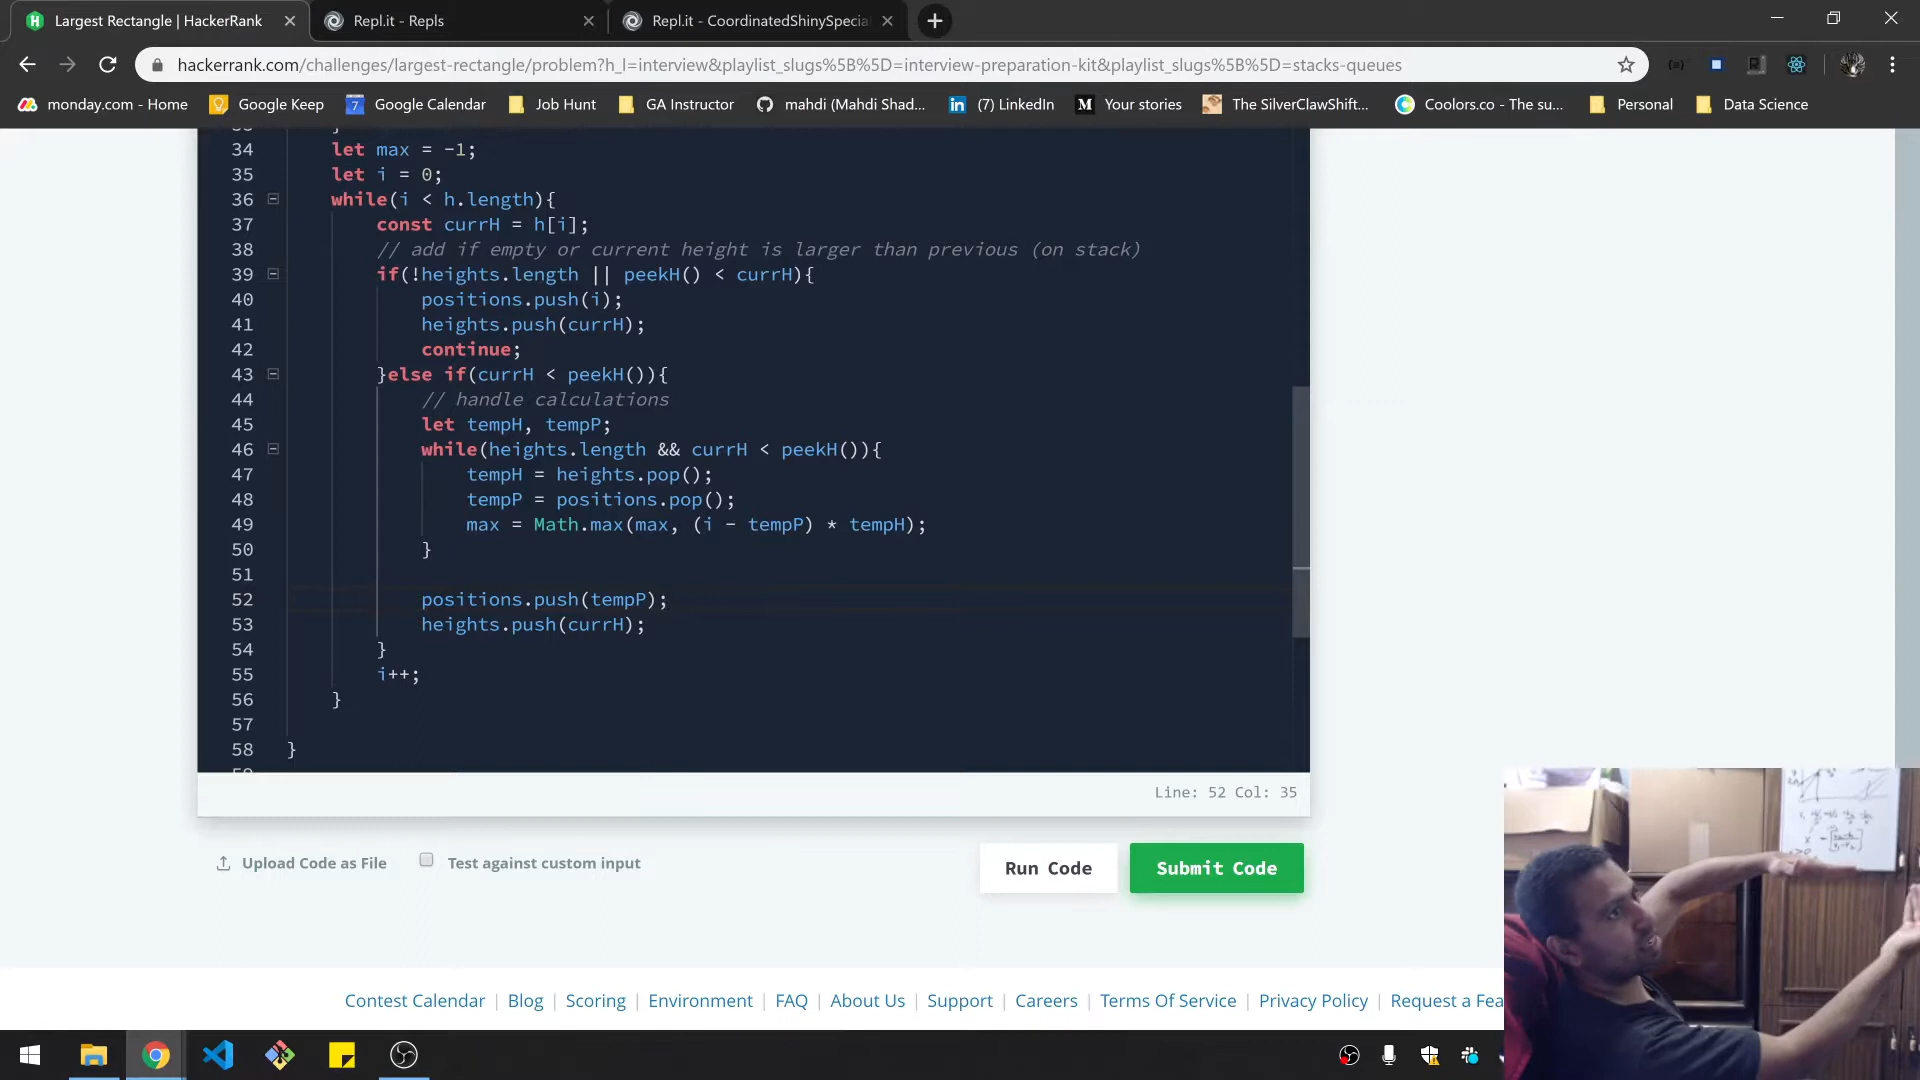 Largest Rectangle | HackerRank
Repl.it - Repls
Repl.it - CoordinatedShinySpecia
hackerrank.com/challenges/largest-rectangle/problem?h_l=interview&playlist_slugs%5B%5D=interview-preparation-kit&playlist_slugs%5B%5D=stacks-queues
monday.com - Home
Google Keep
7 Google Calendar
Job Hunt
GA Instructor
mahdi (Mahdi Shad...
in (7) LinkedIn
M Your stories
The SilverClawShift...
Coolors.co - The su...
Personal
Data Science
34 let max = -1;
35 let i = 0;
36 while(i < h.length){
37 const currH = h[i];
38 // add if empty or current height is larger than previous (on stack)
39 if(!heights.length || peekH() < currH){
40 positions.push(i);
41 heights.push(currH);
42 continue;
43 }else if(currH < peekH()){
44 // handle calculations
45 let tempH, tempP;
46 while(heights.length && currH < peekH()){
47 tempH = heights.pop();
48 tempP = positions.pop();
49 max = Math.max(max, (i - tempP) * tempH);
50 }
51
52 positions.push(tempP);
53 heights.push(currH);
54 }
55 i++;
56 }
57
58 }
Line: 52 Col: 35
Upload Code as File
Test against custom input
Run Code
Submit Code
Contest Calendar | Blog | Scoring | Environment | FAQ | About Us | Support | Careers | Terms Of Service | Privacy Policy | Request a Fea